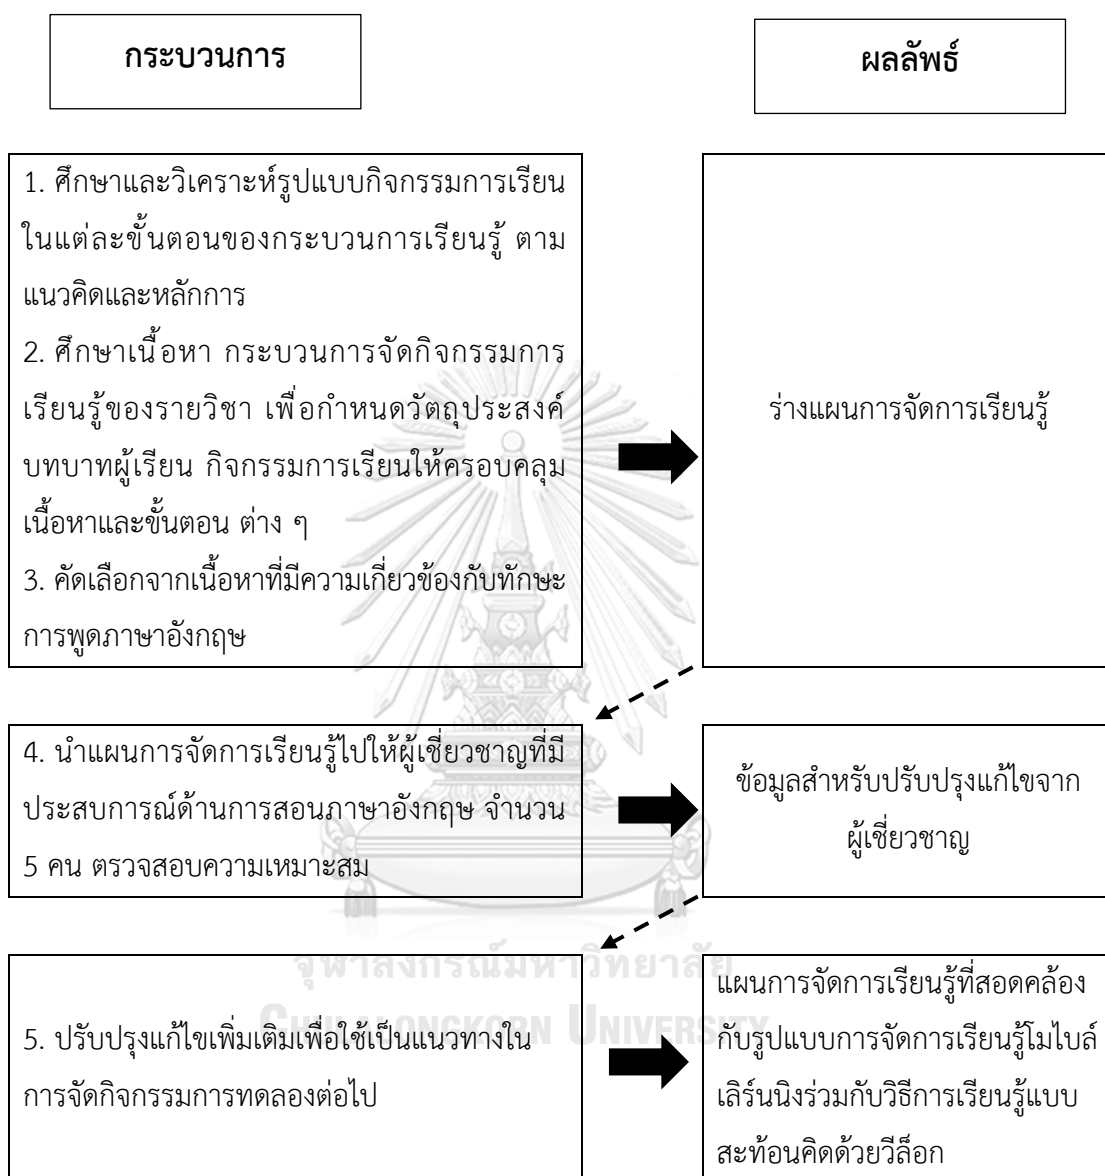 กระบวนการ
ผลลัพธ์
1. ศึกษาและวิเคราะห์รูปแบบกิจกรรมการเรียน
ในแต่ละขั้นตอนของกระบวนการเรียนรู้ ตาม
แนวคิดและหลักการ
2. ศึกษาเนื้อหา กระบวนการจัดกิจกรรมการ
เรียนรู้ของรายวิชา เพื่อกำหนดวัตถุประสงค์
บทบาทผู้เรียน กิจกรรมการเรียนให้ครอบคลุม
เนื้อหาและขั้นตอน ต่าง ๆ
3. คัดเลือกจากเนื้อหาที่มีความเกี่ยวข้องกับทักษะ
การพูดภาษาอังกฤษ
ร่างแผนการจัดการเรียนรู้
4. นำแผนการจัดการเรียนรู้ไปให้ผู้เชี่ยวชาญที่มี
ประสบการณ์ด้านการสอนภาษาอังกฤษ จำนวน
5 คน ตรวจสอบความเหมาะสม
ข้อมูลสำหรับปรับปรุงแก้ไขจาก
ผู้เชี่ยวชาญ
จุฬาลงกรณ์มหาวิทยาลัย
CHULALONGKORN UNIVERSITY
5. ปรับปรุงแก้ไขเพิ่มเติมเพื่อใช้เป็นแนวทางใน
การจัดกิจกรรมการทดลองต่อไป
แผนการจัดการเรียนรู้ที่สอดคล้อง
กับรูปแบบการจัดการเรียนรู้โมไบล์
เลิร์นนิงร่วมกับวิธีการเรียนรู้แบบ
สะท้อนคิดด้วยวีล็อก